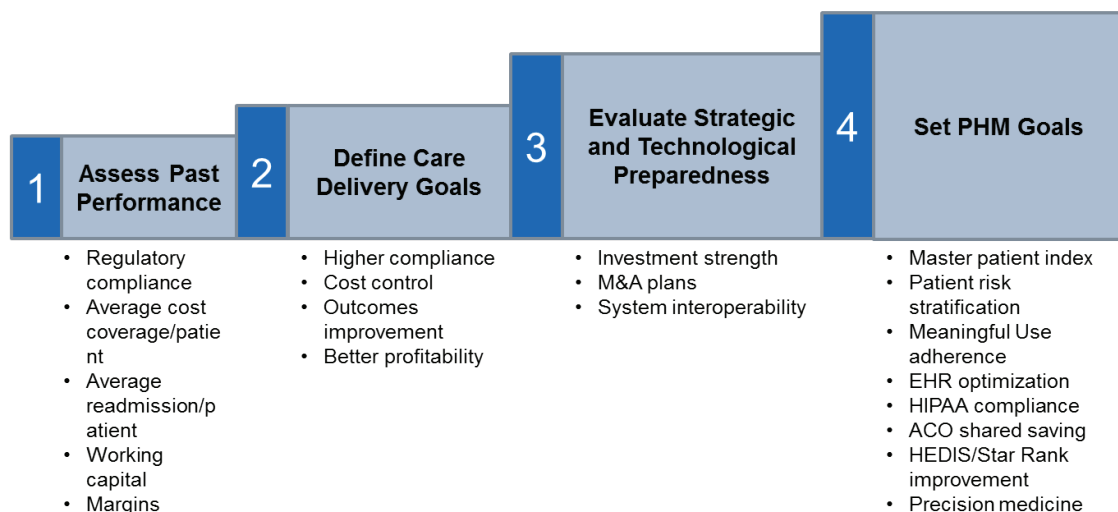 1
Assess Past
Performance
• Regulatory
compliance
• Average cost
coverage/patie
nt
• Average
readmission/p
atient
• Working
capital
• Margins
2
Define Care
Delivery Goals
• Higher compliance
• Cost control
• Outcomes
improvement
• Better profitability
3
Evaluate Strategic
and Technological
Preparedness
• Investment strength
• M&A plans
• System interoperability
4
Set PHM Goals
• Master patient index
• Patient risk
stratification
• Meaningful Use
adherence
• EHR optimization
• HIPAA compliance
• ACO shared saving
• HEDIS/Star Rank
improvement
• Precision medicine